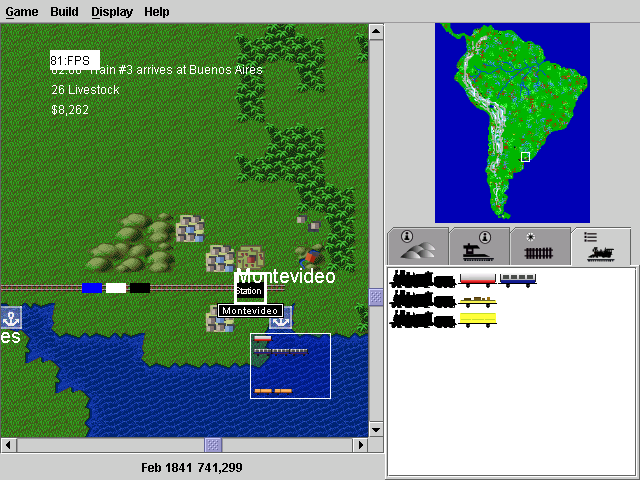 Game Build Display Help
81:FPS
Train #3 arrives at Buenos Aires
26 Livestock
$8,262
Montevideo
Station
Montevideo
es
Feb 1841 741,299